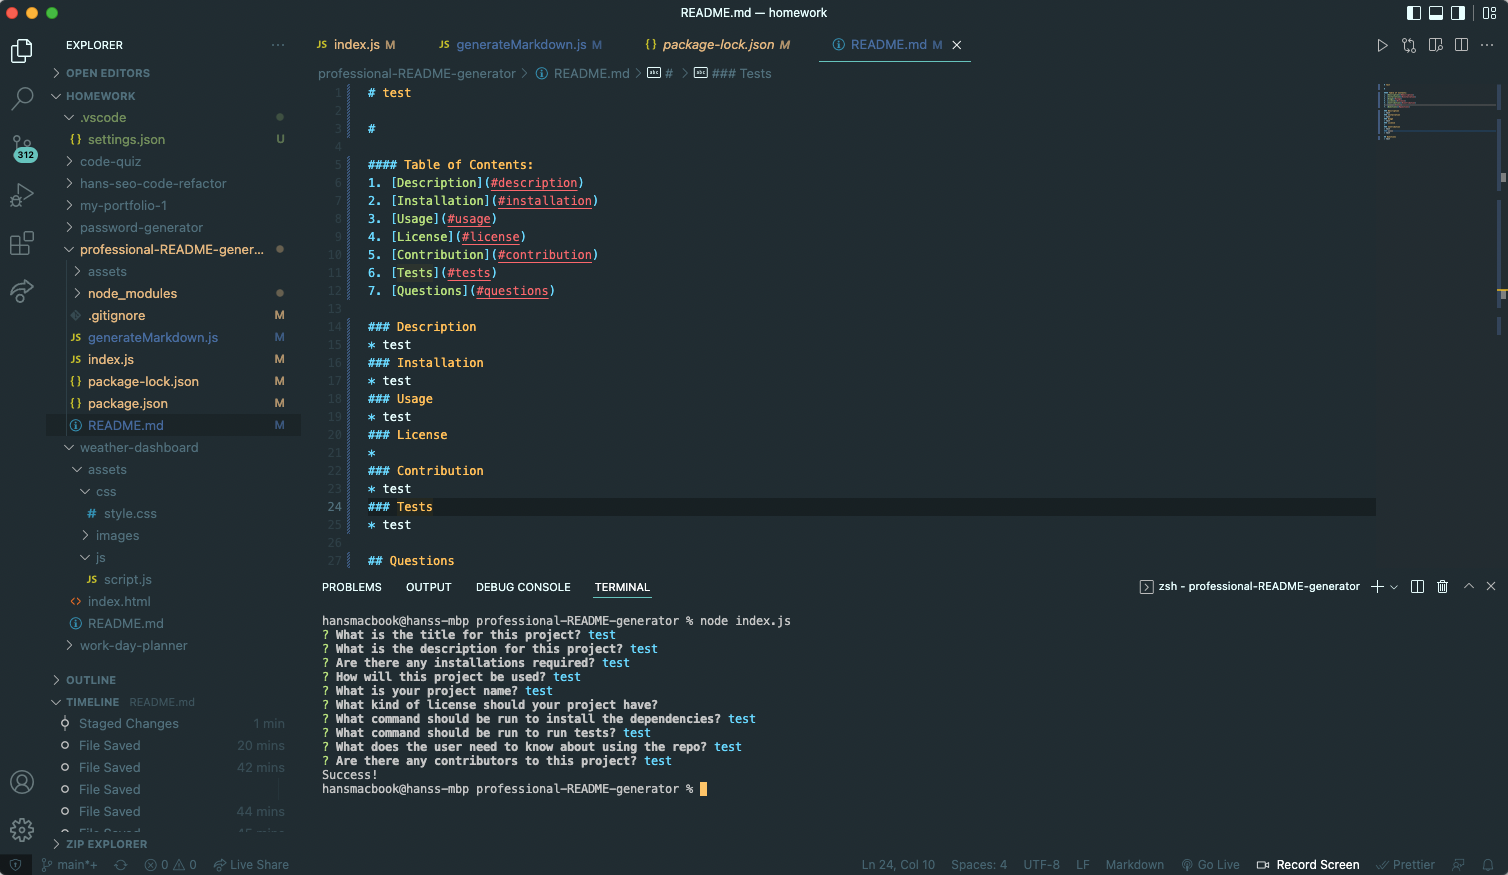 README.md — homework
EXPLORER
OPEN EDITORS
HOMEWORK
.vscode
{} settings.json U
code-quiz
hans-seo-code-refactor
my-portfolio-1
password-generator
professional-README-gener...
assets
node_modules
.gitignore M
JS generateMarkdown.js M
JS index.js M
{} package-lock.json M
{} package.json M
README.md M
weather-dashboard
assets
css
# style.css
images
js
JS script.js
<> index.html
README.md
work-day-planner
OUTLINE
TIMELINE README.md
Staged Changes 1 min
File Saved 20 mins
File Saved 42 mins
File Saved
File Saved 44 mins
ZIP EXPLORER
312
JS index.js M
JS generateMarkdown.js M
{} package-lock.json M
README.md M
professional-README-generator > README.md > # > ### Tests
1 # test
2
3 #
4
5 #### Table of Contents:
6 1. [Description](#description)
7 2. [Installation](#installation)
8 3. [Usage](#usage)
9 4. [License](#license)
10 5. [Contribution](#contribution)
11 6. [Tests](#tests)
12 7. [Questions](#questions)
13
14 ### Description
15 * test
16 ### Installation
17 * test
18 ### Usage
19 * test
20 ### License
21 *
22 ### Contribution
23 * test
24 ### Tests
25 * test
26
27 ## Questions
PROBLEMS OUTPUT DEBUG CONSOLE TERMINAL
zsh - professional-README-generator
hansmacbook@hanss-mbp professional-README-generator % node index.js
? What is the title for this project? test
? What is the description for this project? test
? Are there any installations required? test
? How will this project be used? test
? What is your project name? test
? What kind of license should your project have?
? What command should be run to install the dependencies? test
? What command should be run to run tests? test
? What does the user need to know about using the repo? test
? Are there any contributors to this project? test
Success!
hansmacbook@hanss-mbp professional-README-generator %
main*+ 0 0 Live Share
Ln 24, Col 10 Spaces: 4 UTF-8 LF Markdown Go Live Record Screen Prettier